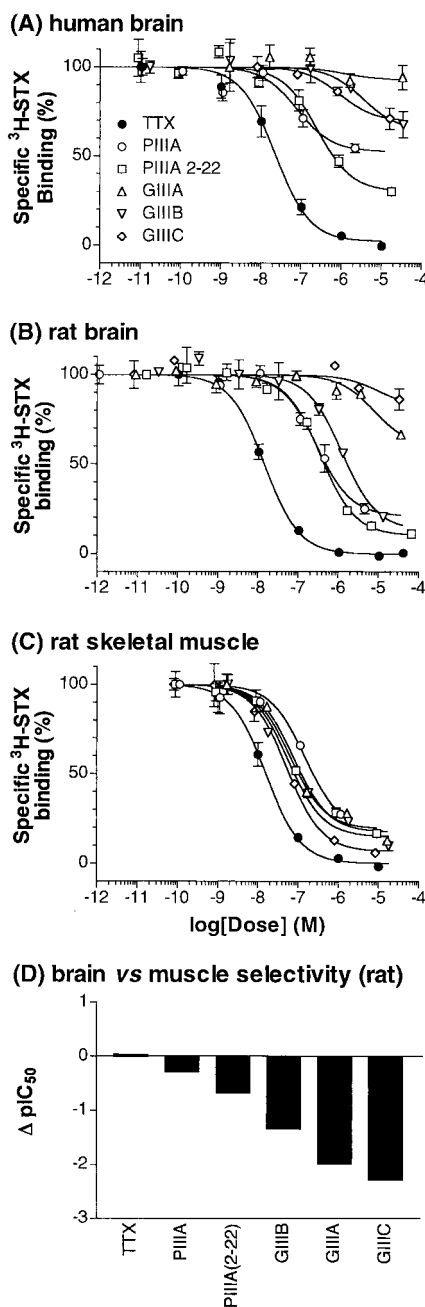 (A) human brain
Specific ³H-STX
Binding (%)
100
50
0
TTX
PIIIA
PIIIA 2-22
GIIIA
GIIIB
GIIIC
-12 -11 -10 -9 -8 -7 -6 -5 -4
(B) rat brain
Specific ³H-STX
binding (%)
100
50
0
-12 -11 -10 -9 -8 -7 -6 -5 -4
(C) rat skeletal muscle
Specific ³H-STX
binding (%)
100
50
0
-12 -11 -10 -9 -8 -7 -6 -5 -4
log[Dose] (M)
(D) brain vs muscle selectivity (rat)
Δ pIC₅₀
1
0
-1
-2
-3
TTX
PIIIA
PIIIA(2-22)
GIIIB
GIIIA
GIIIC